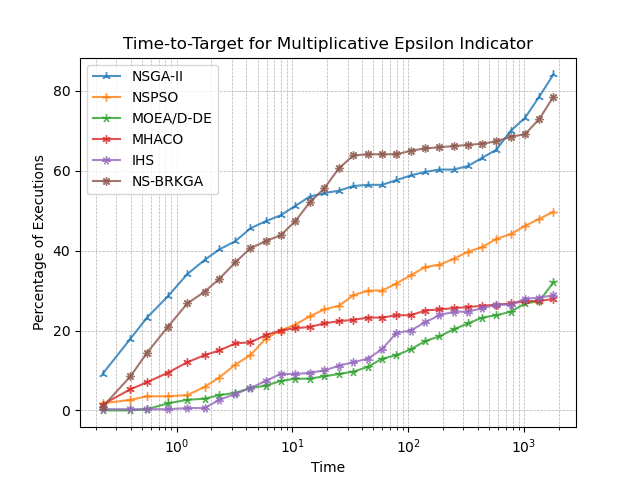 Time-to-Target for Multiplicative Epsilon Indicator
Percentage of Executions
80
60
40
20
0
NSGA-II
NSPSO
MOEA/D-DE
MHACO
IHS
NS-BRKGA
10⁰ 10¹ 10² 10³
Time